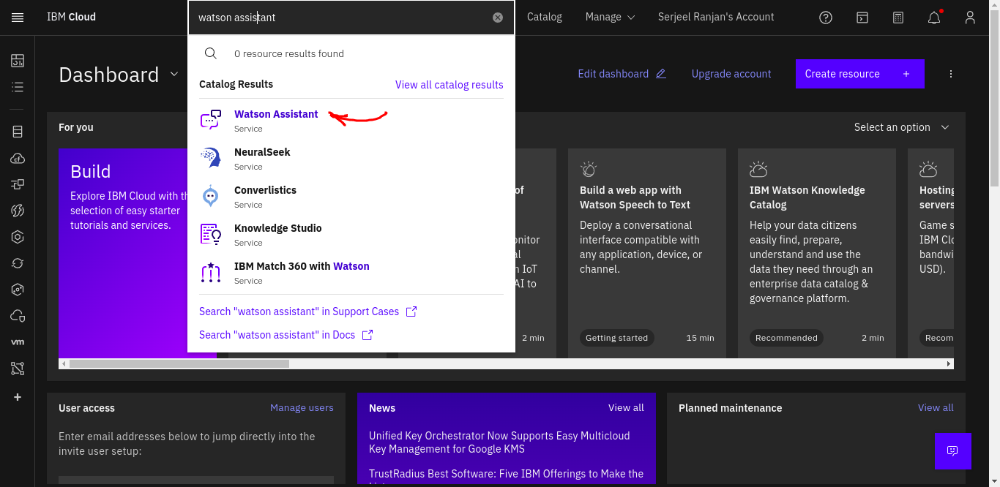 IBM Cloud
watson assistant
Catalog
Manage
Serjeel Ranjan's Account
0 resource results found
Catalog Results
View all catalog results
Watson Assistant
Service
NeuralSeek
Service
Converlistics
Service
Knowledge Studio
Service
IBM Match 360 with Watson
Service
Search "watson assistant" in Support Cases
Search "watson assistant" in Docs
Dashboard
Edit dashboard
Upgrade account
Create resource +
For you
Select an option
Build
Explore IBM Cloud with th
selection of easy starter
tutorials and services.
of
onitor
al
n IoT
AI to
2 min
Build a web app with
Watson Speech to Text
Deploy a conversational
interface compatible with
any application, device, or
channel.
Getting started
15 min
IBM Watson Knowledge
Catalog
Help your data citizens
easily find, prepare,
understand and use the
data they need through an
enterprise data catalog &
governance platform.
Recommended
2 min
Hosting
servers
Game s
IBM Clo
bandwi
USD).
Recom
vm
+
User access
Manage users
Enter email addresses below to jump directly into the
invite user setup:
News
View all
Unified Key Orchestrator Now Supports Easy Multicloud
Key Management for Google KMS
TrustRadius Best Software: Five IBM Offerings to Make the
Planned maintenance
View all